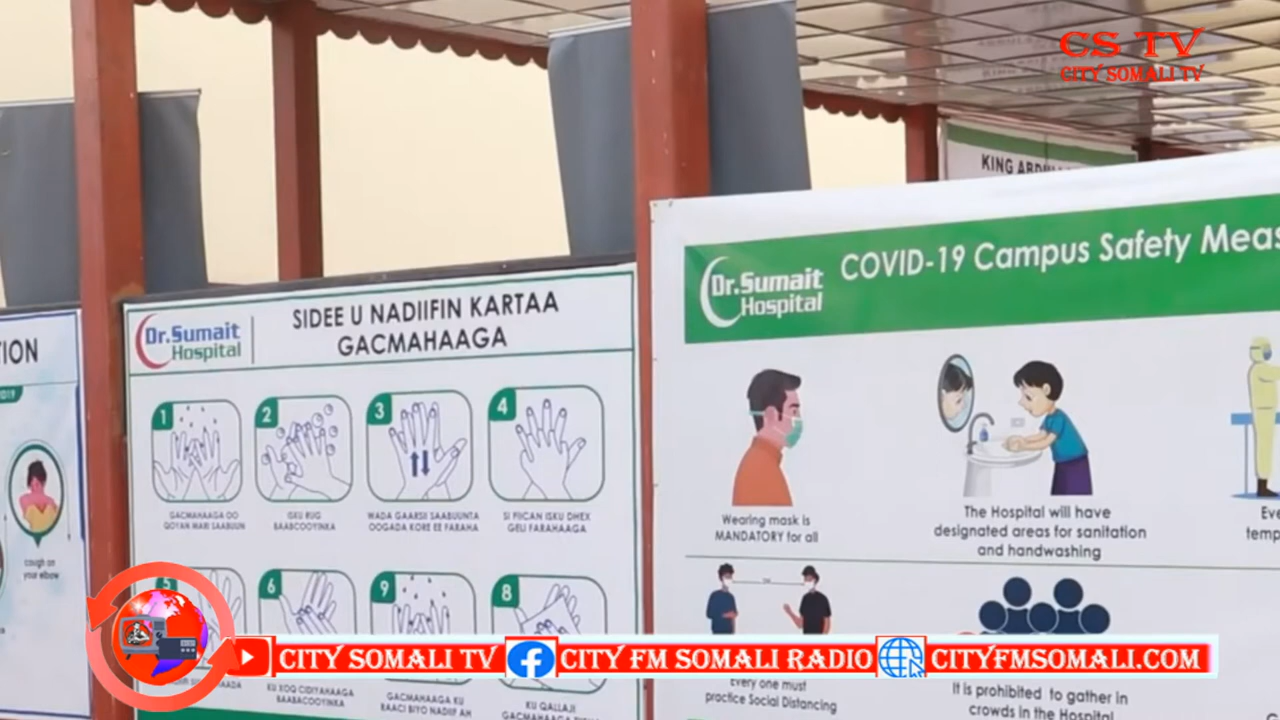 CS TV
CITY SOMALI TV
KING
COVID-19 Campus Safety
Dr.Sumait
Hospital
Wearing mask is
MANDATORY for all
The Hospital will have
designated areas for sanitation
and handwashing
Every one must
practice Social Distancing
It is prohibited to gather in
crowds in the Hospital
Dr.Sumait
Hospital
SIDEE U NADIIFIN KARTAA
GACMAHAAGA
1
2
3
4
GACMAHAAGA OO
QOYAN MARI SAABUUN
ISKU RUG
BAABCOOYINKA
WADA GAARSII SAABUUNTA
OOGADA KORE EE FARAHA
SI FIICAN ISKU DHEX
GELI FARAHAAGA
5
6
9
8
KU XOQ CIDIYAHAAGA
BAABACOOYINKA
GACMAHAAGA KU
RAACI BIYO NADIIF AH
KU QALLAJI
GACMAHAAGA
cough on
your elbow
CITY SOMALI TV
CITY FM SOMALI RADIO
CITYFMSOMALI.COM